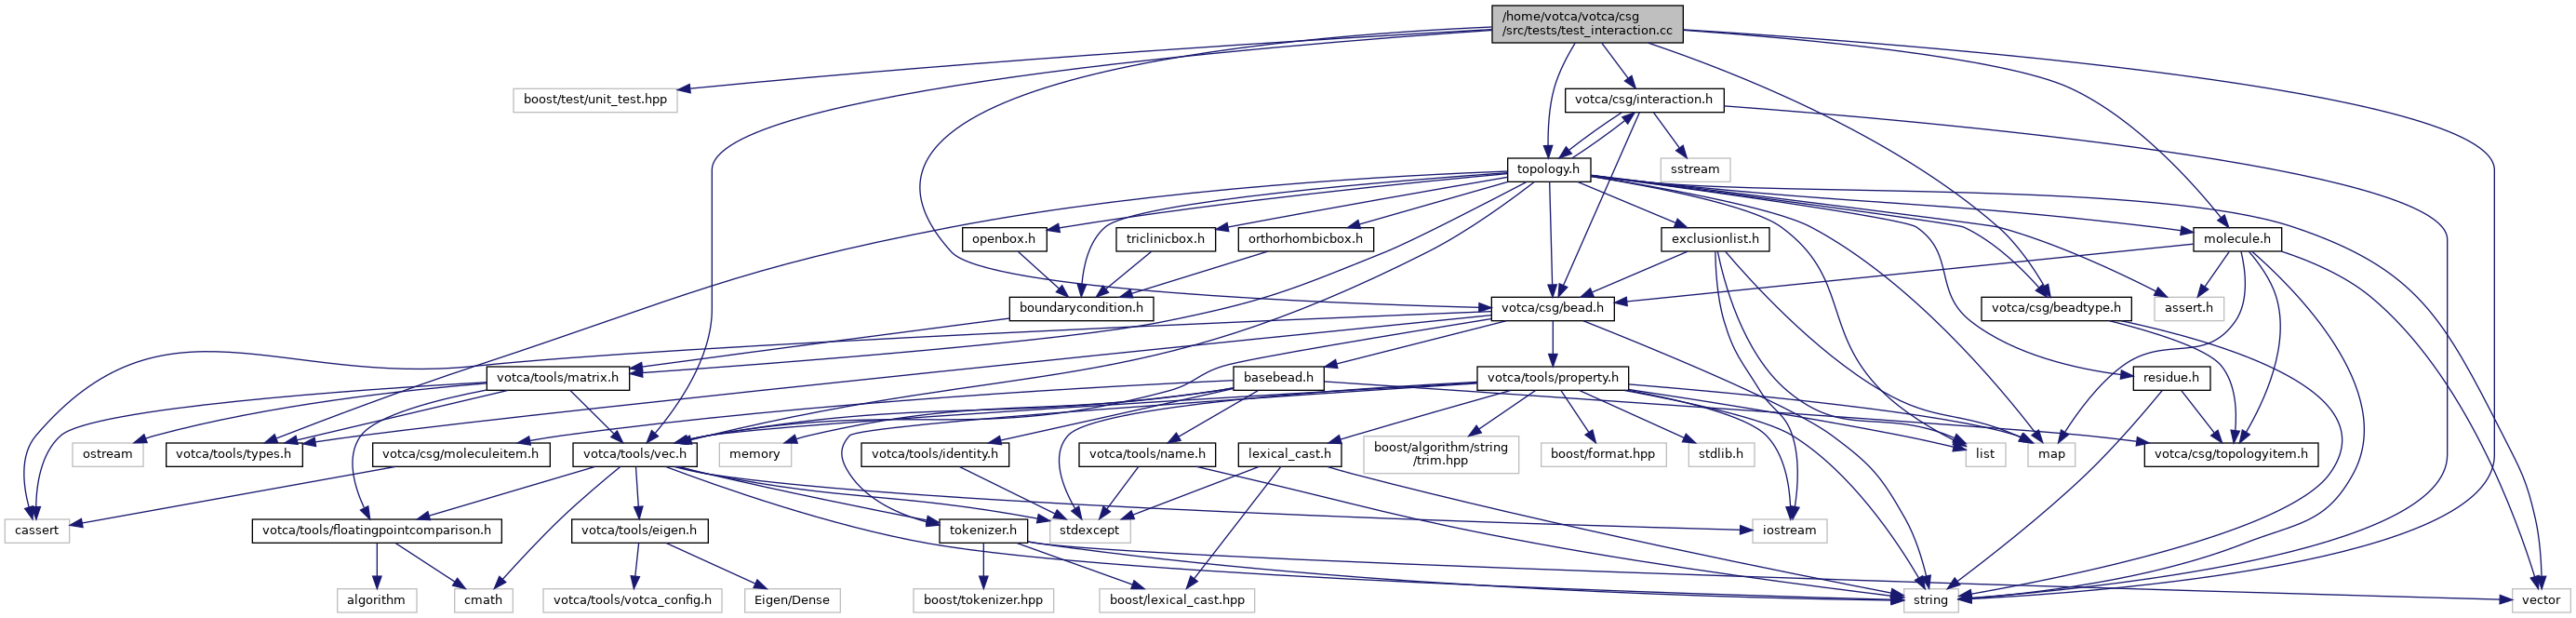 /home/votca/votca/csg
/src/tests/test_interaction.cc
boost/test/unit_test.hpp
votca/csg/interaction.h
topology.h
sstream
openbox.h
triclinicbox.h
orthorhombicbox.h
exclusionlist.h
molecule.h
boundarycondition.h
votca/csg/bead.h
votca/csg/beadtype.h
assert.h
votca/tools/matrix.h
basebead.h
votca/tools/property.h
residue.h
ostream
votca/tools/types.h
votca/csg/moleculeitem.h
votca/tools/vec.h
memory
votca/tools/identity.h
votca/tools/name.h
lexical_cast.h
boost/algorithm/string
/trim.hpp
boost/format.hpp
stdlib.h
list
map
votca/csg/topologyitem.h
cassert
votca/tools/floatingpointcomparison.h
votca/tools/eigen.h
tokenizer.h
stdexcept
iostream
algorithm
cmath
votca/tools/votca_config.h
Eigen/Dense
boost/tokenizer.hpp
boost/lexical_cast.hpp
string
vector